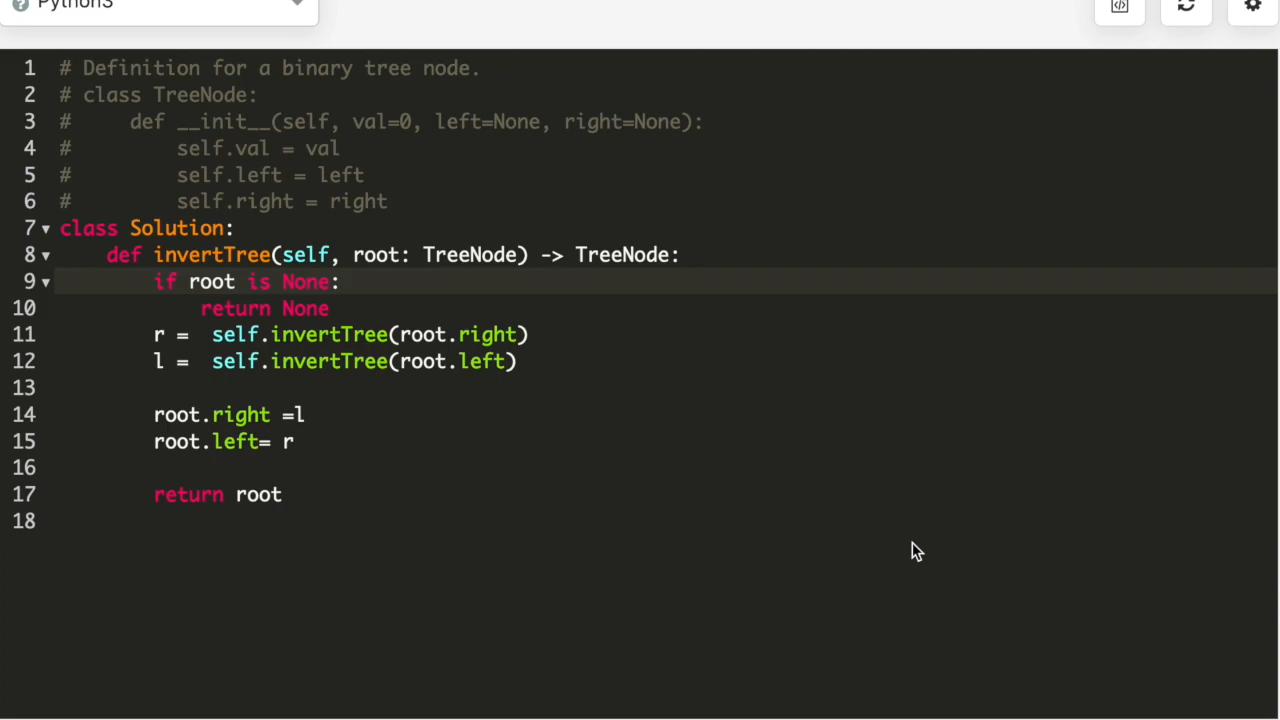 Python3
1 # Definition for a binary tree node.
2 # class TreeNode:
3 #     def __init__(self, val=0, left=None, right=None):
4 #         self.val = val
5 #         self.left = left
6 #         self.right = right
7 class Solution:
8     def invertTree(self, root: TreeNode) -> TreeNode:
9         if root is None:
10             return None
11         r =  self.invertTree(root.right)
12         l =  self.invertTree(root.left)
13
14         root.right =l
15         root.left= r
16
17         return root
18